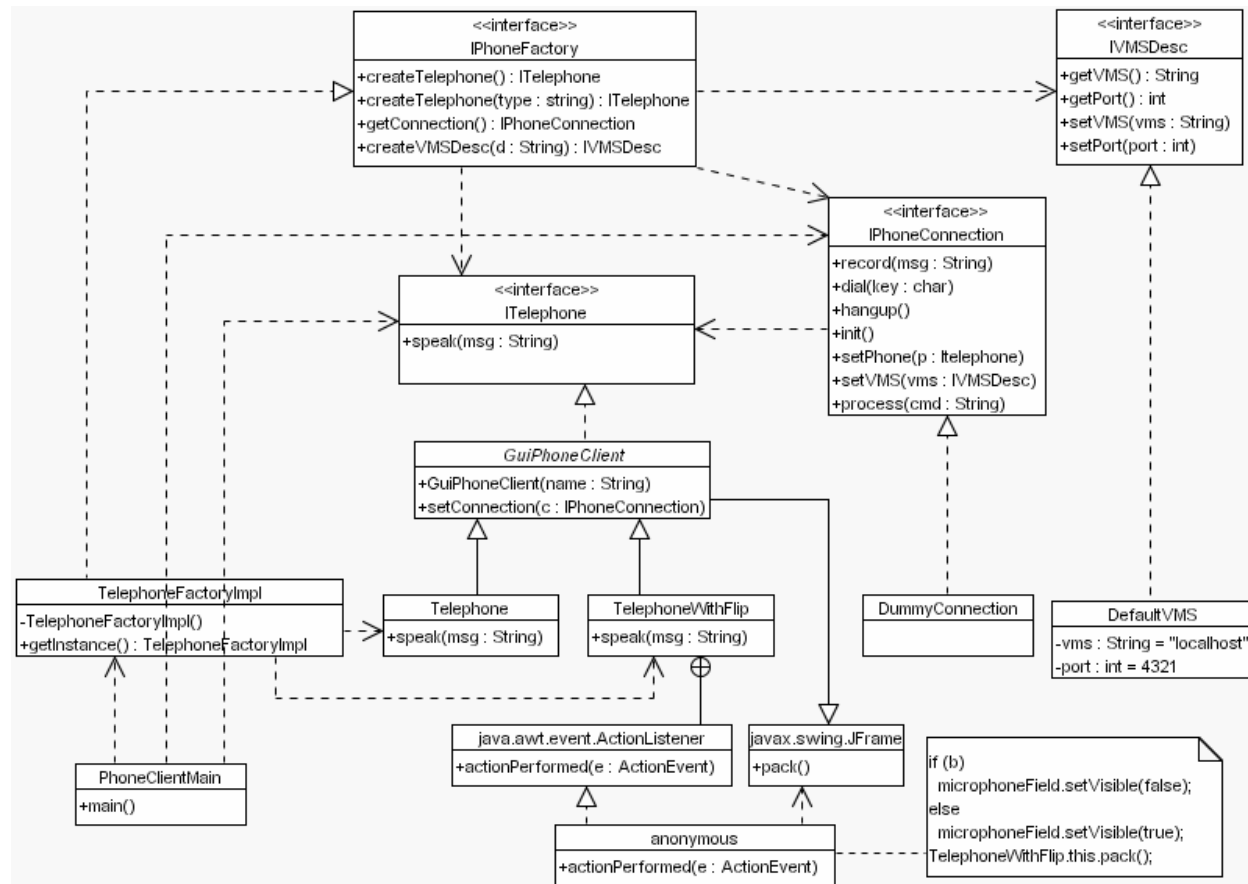 <<interface>>
IPhoneFactory
+createTelephone() : ITelephone
+createTelephone(type : string) : ITelephone
+getConnection() : IPhoneConnection
+createVMSDesc(d : String) : IVMSDesc
<<interface>>
IVMSDesc
+getVMS() : String
+getPort() : int
+setVMS(vms : String)
+setPort(port : int)
<<interface>>
IPhoneConnection
+record(msg : String)
+dial(key : char)
+hangup()
+init()
+setPhone(p : Itelephone)
+setVMS(vms : IVMSDesc)
+process(cmd : String)
<<interface>>
ITelephone
+speak(msg : String)
GuiPhoneClient
+GuiPhoneClient(name : String)
+setConnection(c : IPhoneConnection)
TelephoneFactoryImpl
-TelephoneFactoryImpl()
+getInstance() : TelephoneFactoryImpl
Telephone
+speak(msg : String)
TelephoneWithFlip
+speak(msg : String)
DummyConnection
DefaultVMS
-vms : String = "localhost"
-port : int = 4321
PhoneClientMain
+main()
java.awt.event.ActionListener
+actionPerformed(e : ActionEvent)
javax.swing.JFrame
+pack()
anonymous
+actionPerformed(e : ActionEvent)
if (b)
microphoneField.setVisible(false);
else
microphoneField.setVisible(true);
TelephoneWithFlip.this.pack();